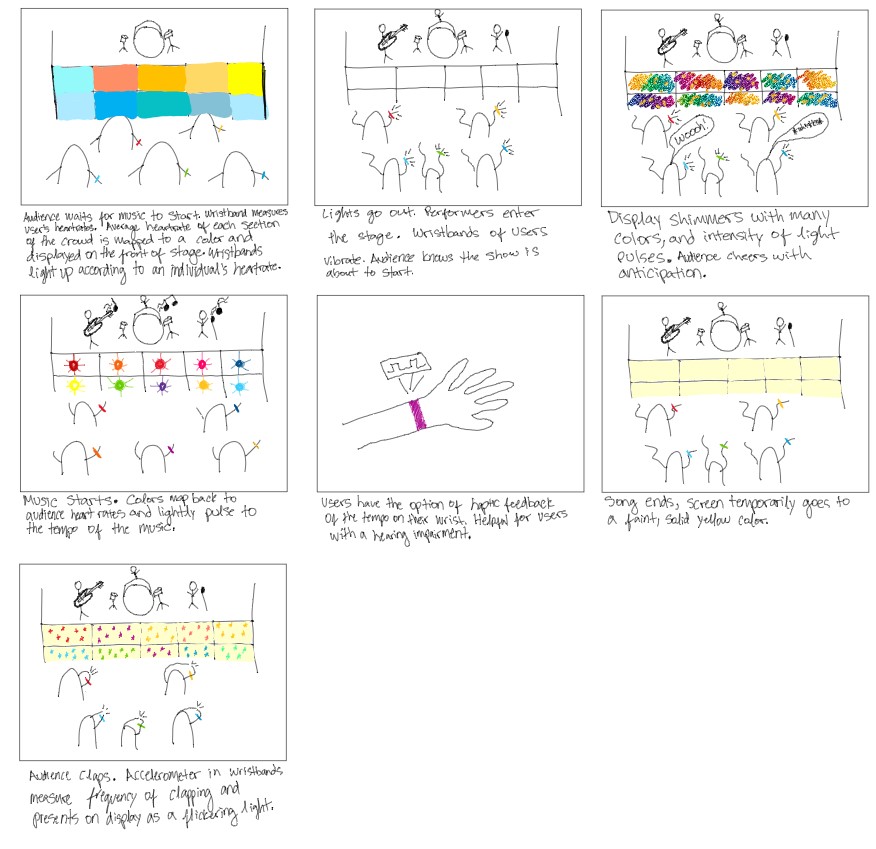 Audience waits for music to start. Wristband measures
user's heartrates. Average heartrate of each section
of the crowd is mapped to a color and
displayed on the front of stage. Wristbands
light up according to an individual's heartrate.
Lights go out. Performers enter
the stage. Wristbands of users
vibrate. Audience knows the show is
about to start.
Woooh!
Display shimmers with many
colors, and intensity of light
pulses. Audience cheers with
anticipation.
Music starts. Colors map back to
audience heart rates and lightly pulse to
the tempo of the music.
Users have the option of haptic feedback
of the tempo on their wrist. Helpful for users
with a hearing impairment.
Song ends, screen temporarily goes to
a faint, solid yellow color.
Audience claps. Accelerometer in wristbands
measure frequency of clapping and
presents on display as a flickering light.